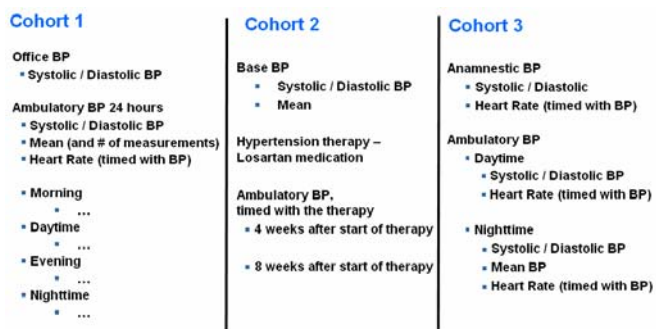 Cohort 1
Office BP
▪ Systolic / Diastolic BP
Ambulatory BP 24 hours
▪ Systolic / Diastolic BP
▪ Mean (and # of measurements)
▪ Heart Rate (timed with BP)
▪ Morning
▪ ...
▪ Daytime
▪ ...
▪ Evening
▪ ...
▪ Nighttime
▪ ...
Cohort 2
Base BP
▪ Systolic / Diastolic BP
▪ Mean
Hypertension therapy –
Losartan medication
Ambulatory BP,
timed with the therapy
▪ 4 weeks after start of therapy
▪ 8 weeks after start of therapy
Cohort 3
Anamnestic BP
▪ Systolic / Diastolic
▪ Heart Rate (timed with BP)
Ambulatory BP
▪ Daytime
▪ Systolic / Diastolic BP
▪ Heart Rate (timed with BP)
▪ Nighttime
▪ Systolic / Diastolic BP
▪ Mean BP
▪ Heart Rate (timed with BP)